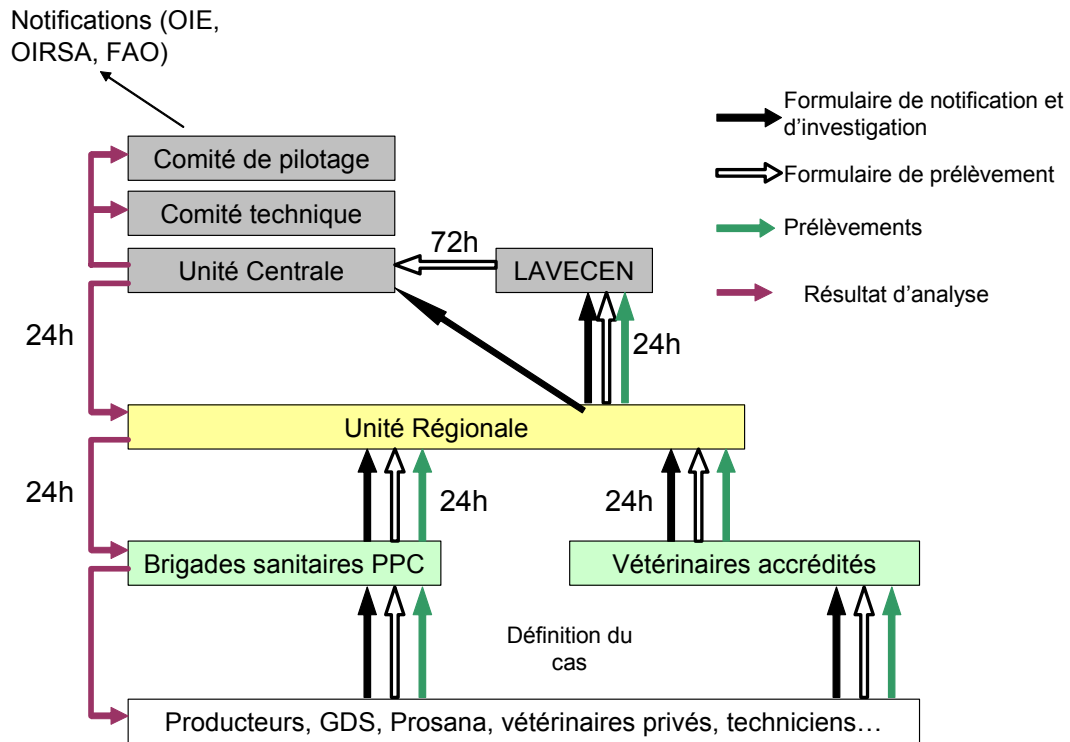 Notifications (OIE,
OIRSA, FAO)
Formulaire de notification et
d'investigation
Comité de pilotage
Formulaire de prélèvement
Comité technique
Prélèvements
72h
Unité Centrale
LAVECEN
Résultat d'analyse
24h
24h
Unité Régionale
24h
24h
24h
Brigades sanitaires PPC
Vétérinaires accrédités
Définition du
cas
Producteurs, GDS, Prosana, vétérinaires privés, techniciens…